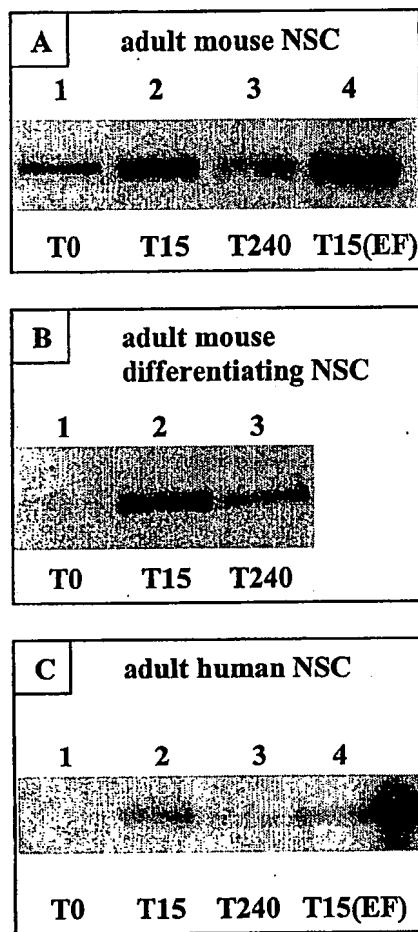 A adult mouse NSC
1 2 3 4
T0 T15 T240 T15(EF)
B adult mouse
differentiating NSC
1 2 3
T0 T15 T240
C adult human NSC
1 2 3 4
T0 T15 T240 T15(EF)